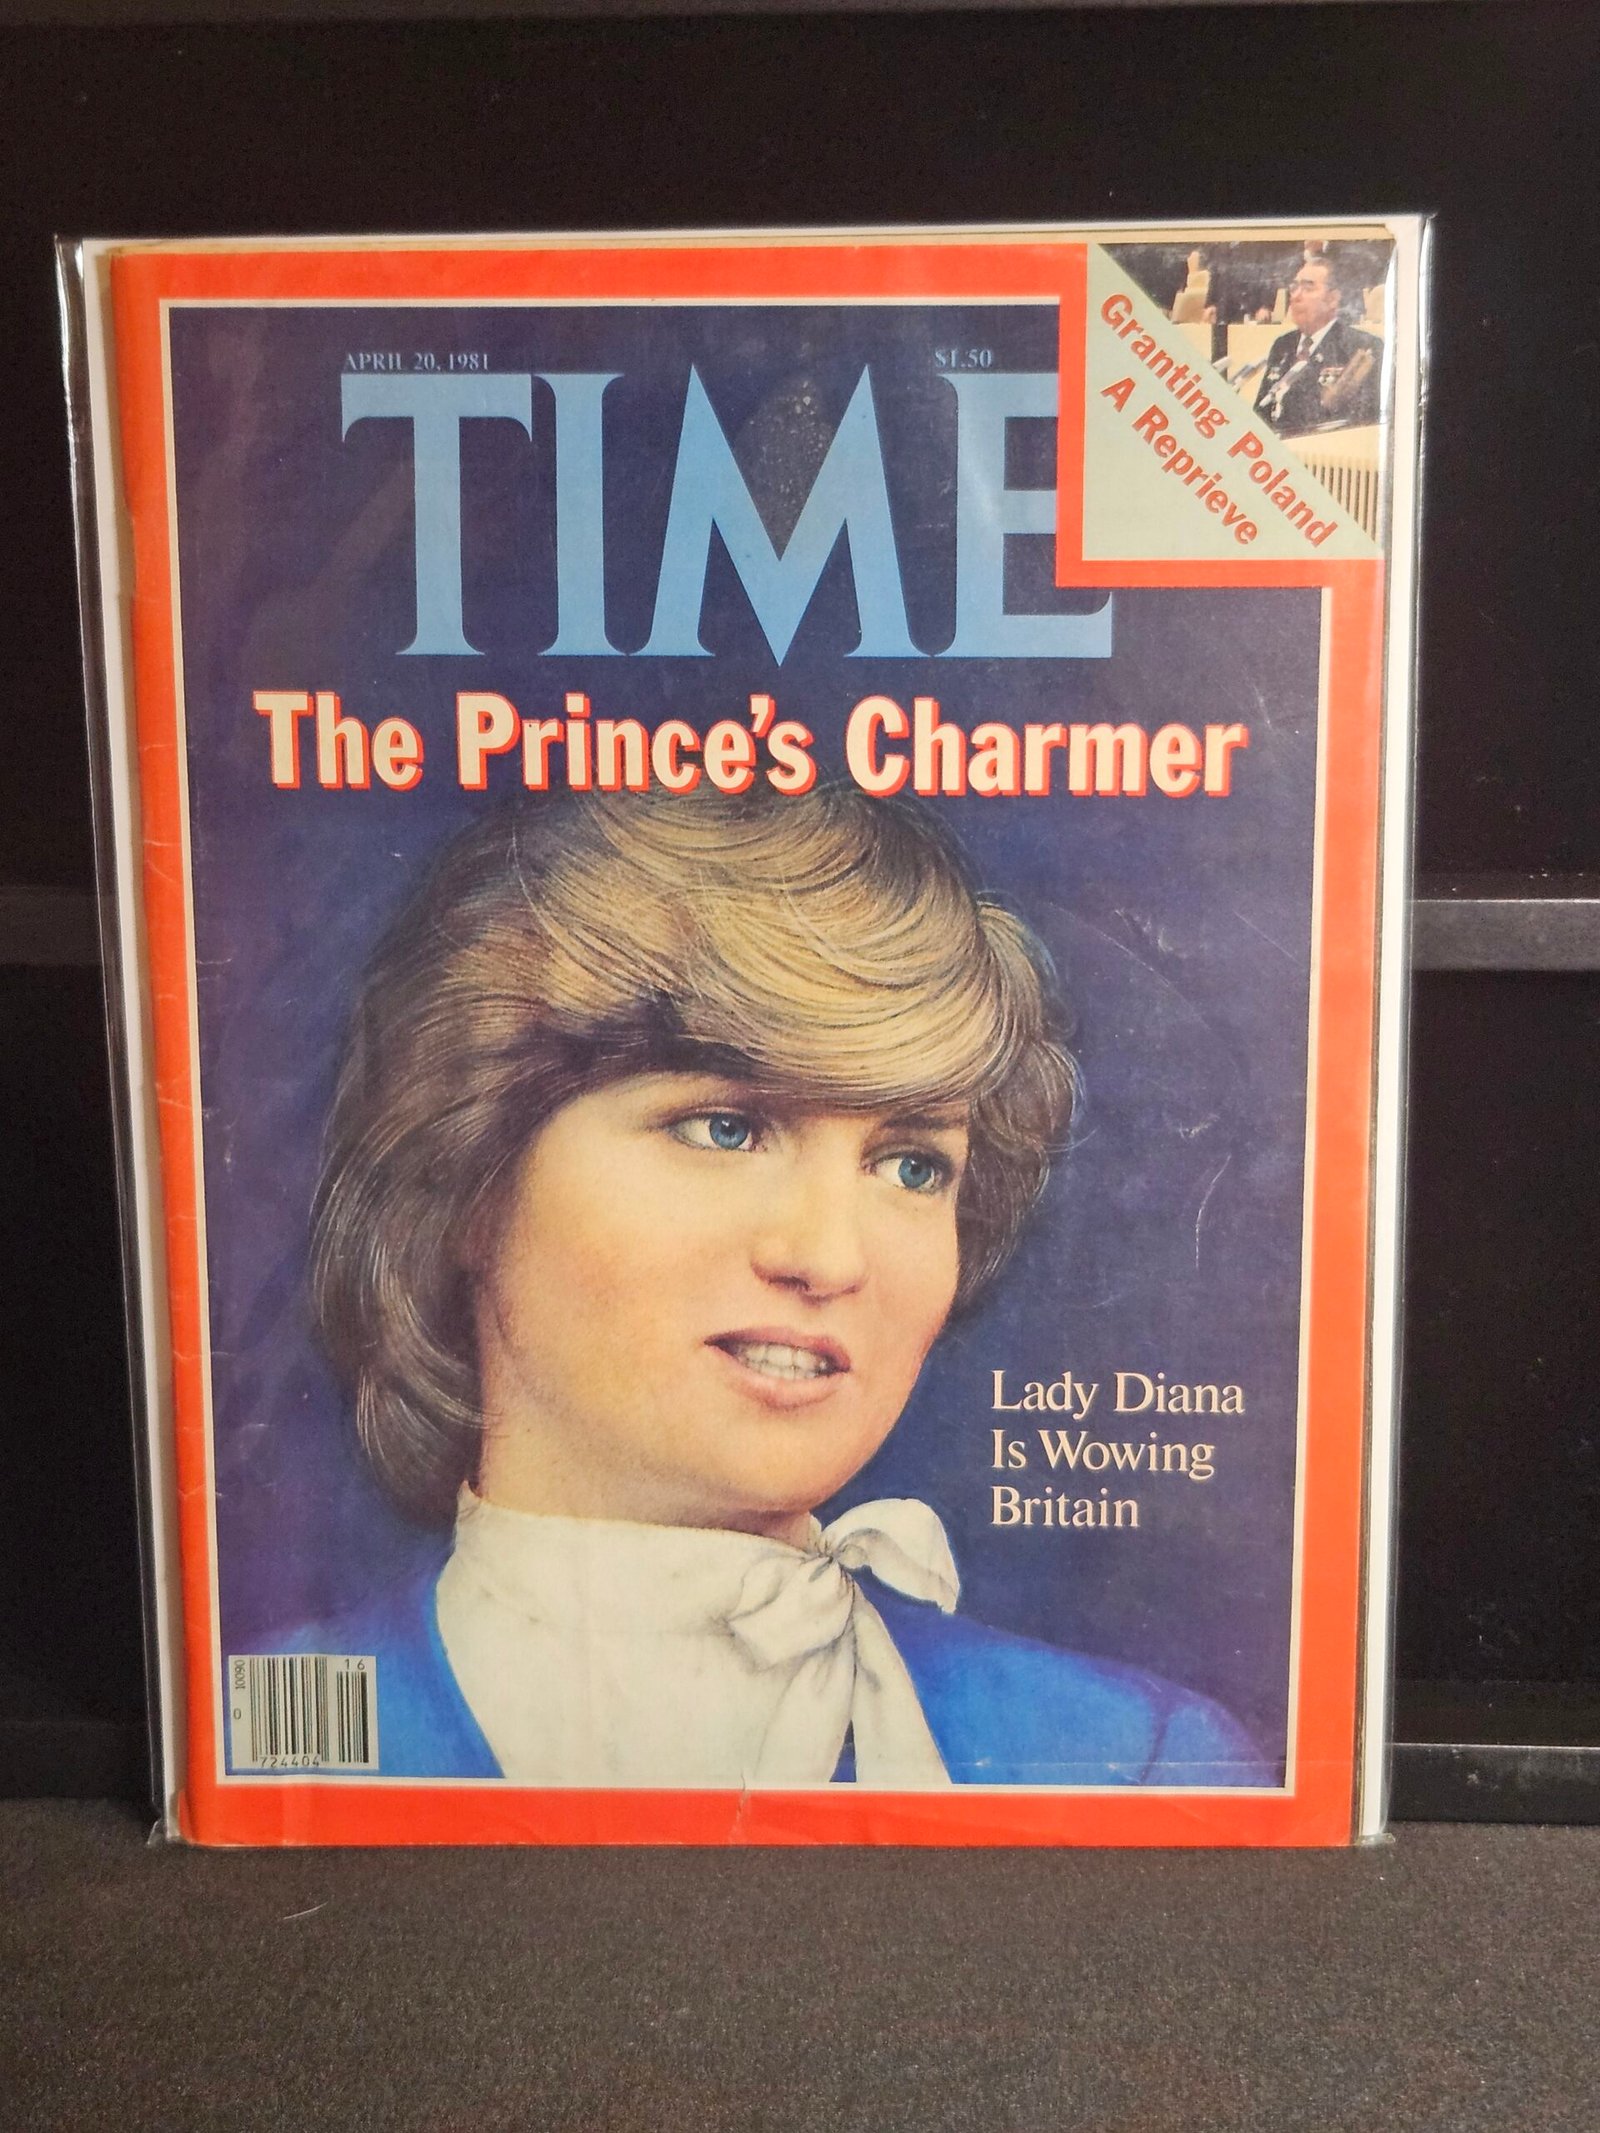 APRIL 20, 1981
$1.50
TIME
Granting Poland
A Reprieve
The Prince's Charmer
Lady Diana
Is Wowing
Britain
16
0 10090
724404